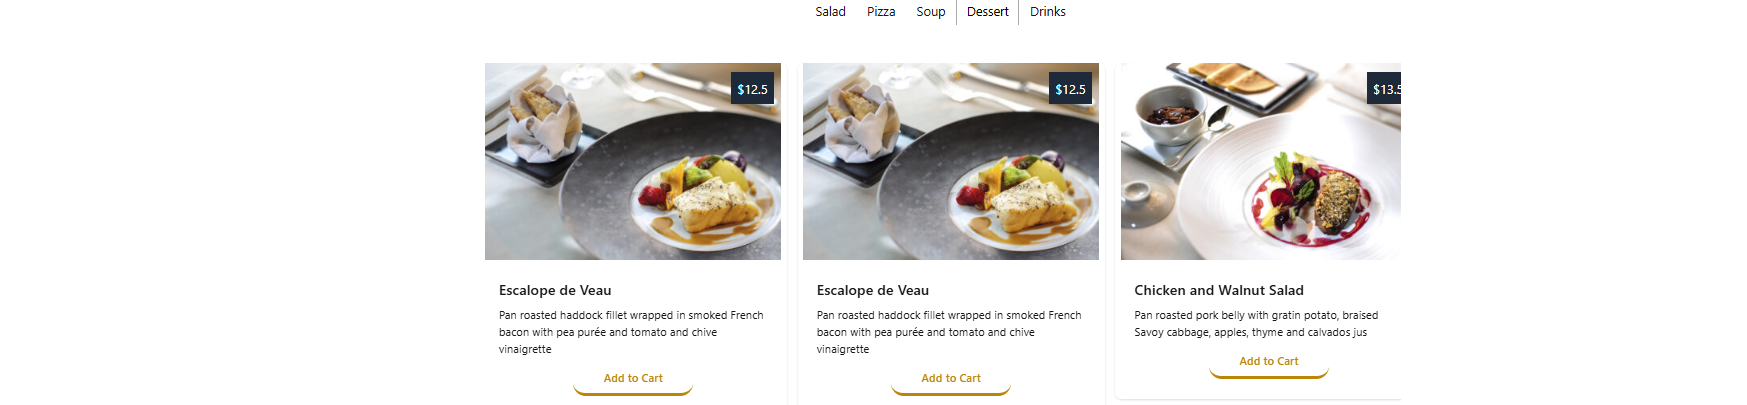 Salad Pizza Soup Dessert Drinks
$12.5
$12.5
$13.5
Escalope de Veau
Pan roasted haddock fillet wrapped in smoked French
bacon with pea purée and tomato and chive
vinaigrette
Add to Cart
Escalope de Veau
Pan roasted haddock fillet wrapped in smoked French
bacon with pea purée and tomato and chive
vinaigrette
Add to Cart
Chicken and Walnut Salad
Pan roasted pork belly with gratin potato, braised
Savoy cabbage, apples, thyme and calvados jus
Add to Cart